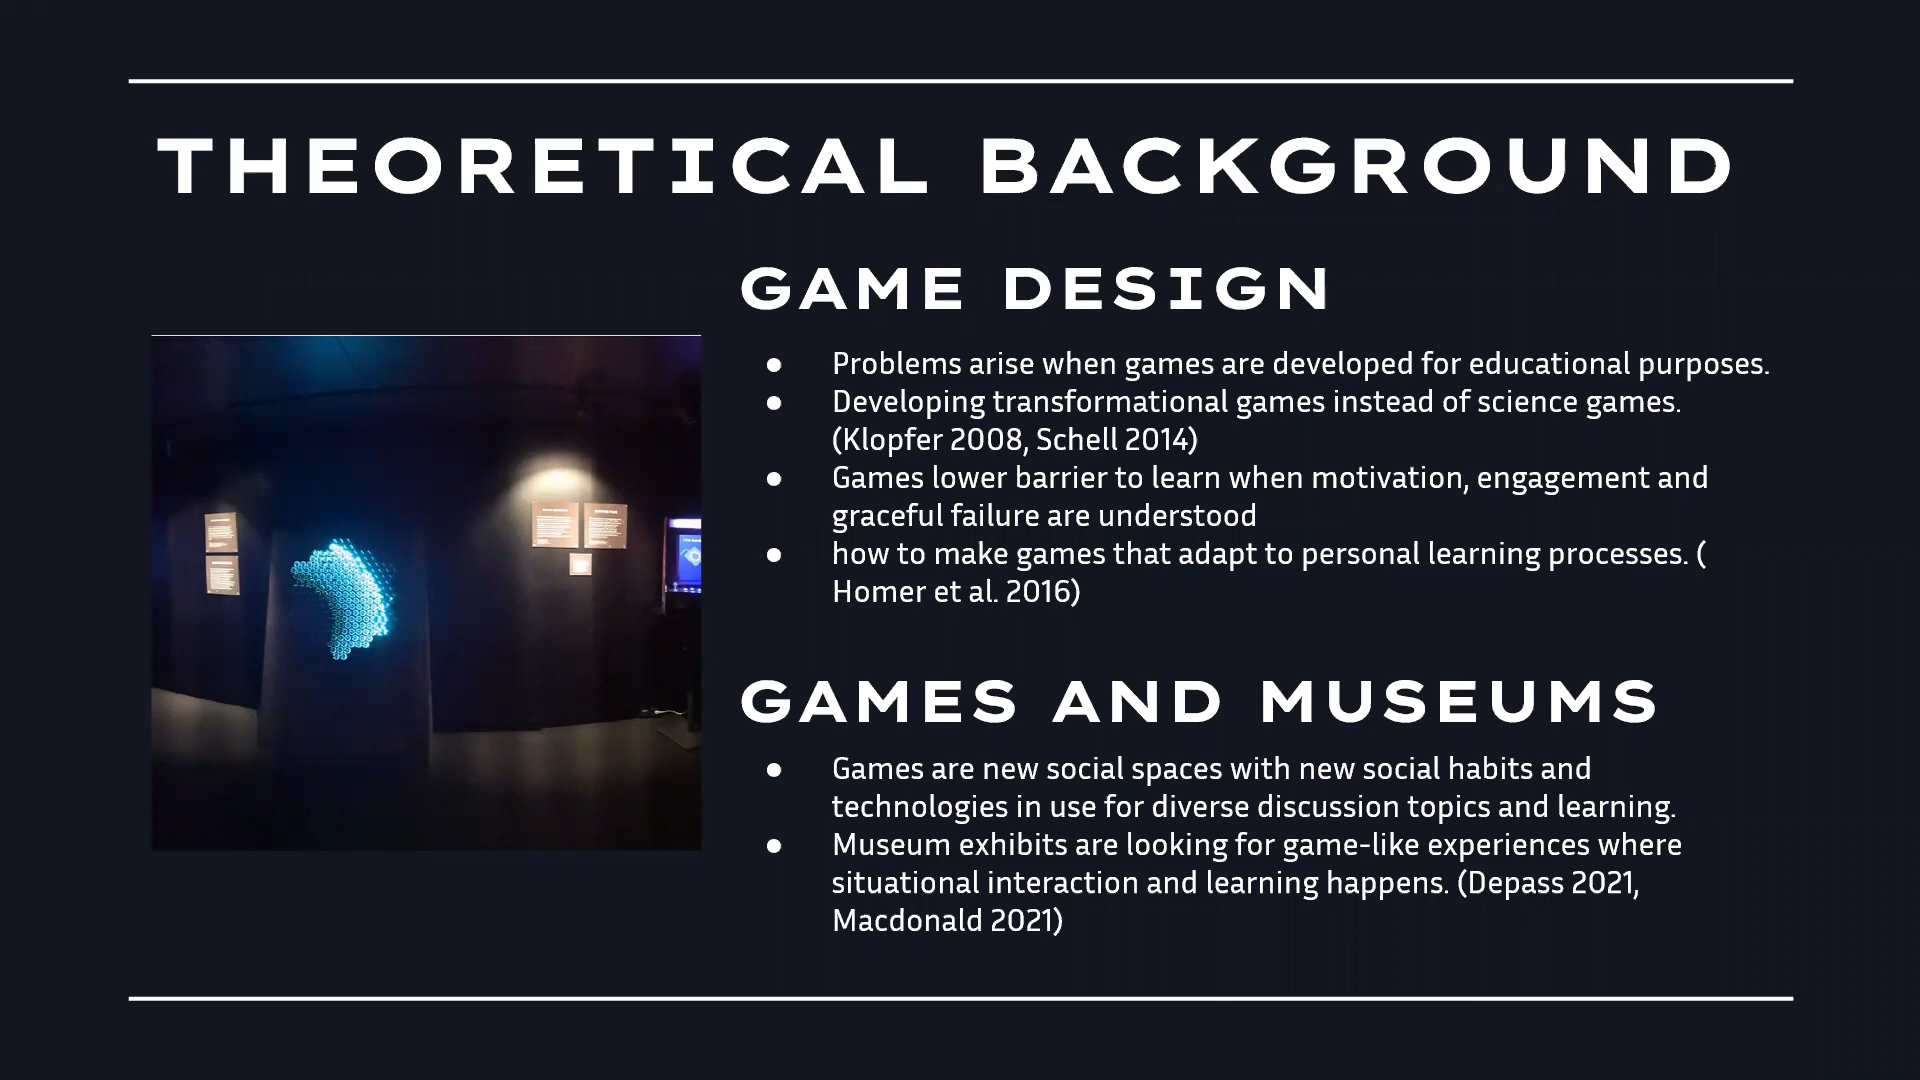 THEORETICAL BACKGROUND
GAME DESIGN
● Problems arise when games are developed for educational purposes.
● Developing transformational games instead of science games.
(Klopfer 2008, Schell 2014)
● Games lower barrier to learn when motivation, engagement and
graceful failure are understood
● how to make games that adapt to personal learning processes. (
Homer et al. 2016)
GAMES AND MUSEUMS
● Games are new social spaces with new social habits and
technologies in use for diverse discussion topics and learning.
● Museum exhibits are looking for game-like experiences where
situational interaction and learning happens. (Depass 2021,
Macdonald 2021)